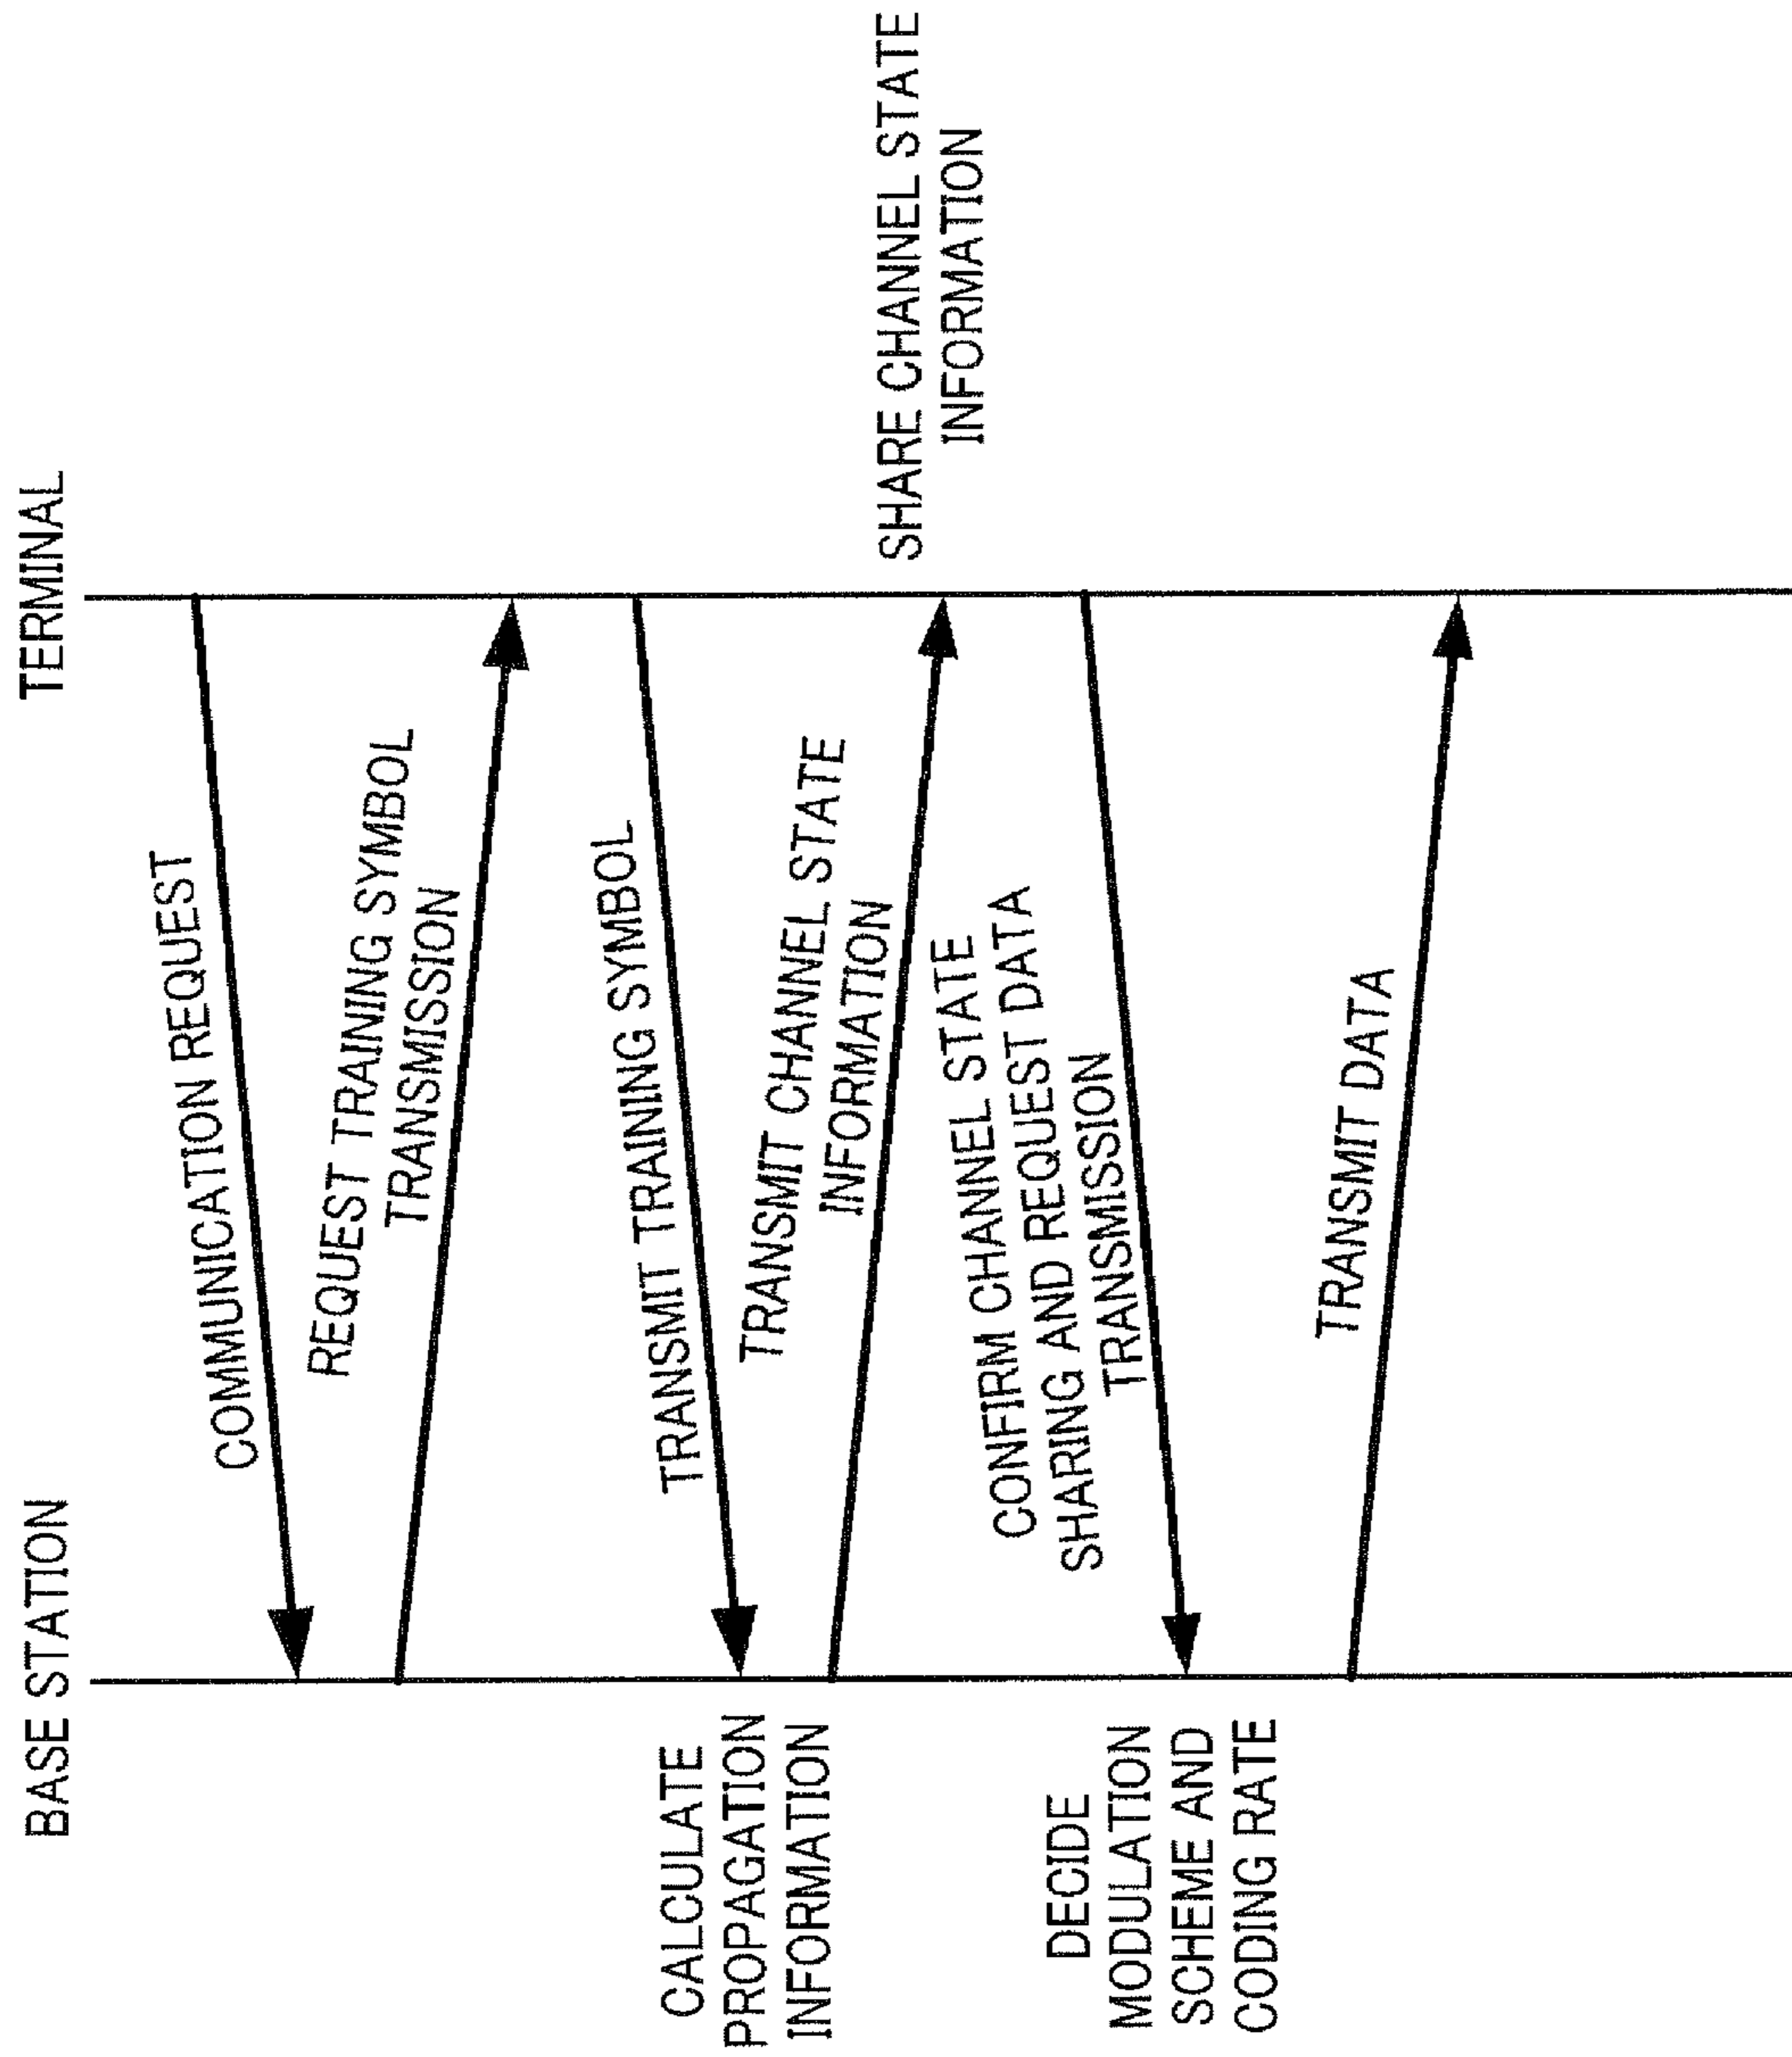 BASE STATION
TERMINAL
COMMUNICATION REQUEST
REQUEST TRAINING SYMBOL
TRANSMISSION
TRANSMIT TRAINING SYMBOL
CALCULATE
PROPAGATION
INFORMATION
TRANSMIT CHANNEL STATE
INFORMATION
SHARE CHANNEL STATE
INFORMATION
CONFIRM CHANNEL STATE
SHARING AND REQUEST DATA
TRANSMISSION
DECIDE
MODULATION
SCHEME AND
CODING RATE
TRANSMIT DATA